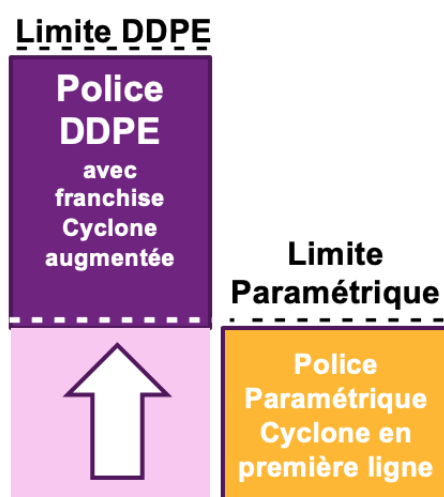 Limite DDPE
Police
DDPE
avec
franchise
Cyclone
augmentée
Limite
Paramétrique
Police
Paramétrique
Cyclone en
première ligne